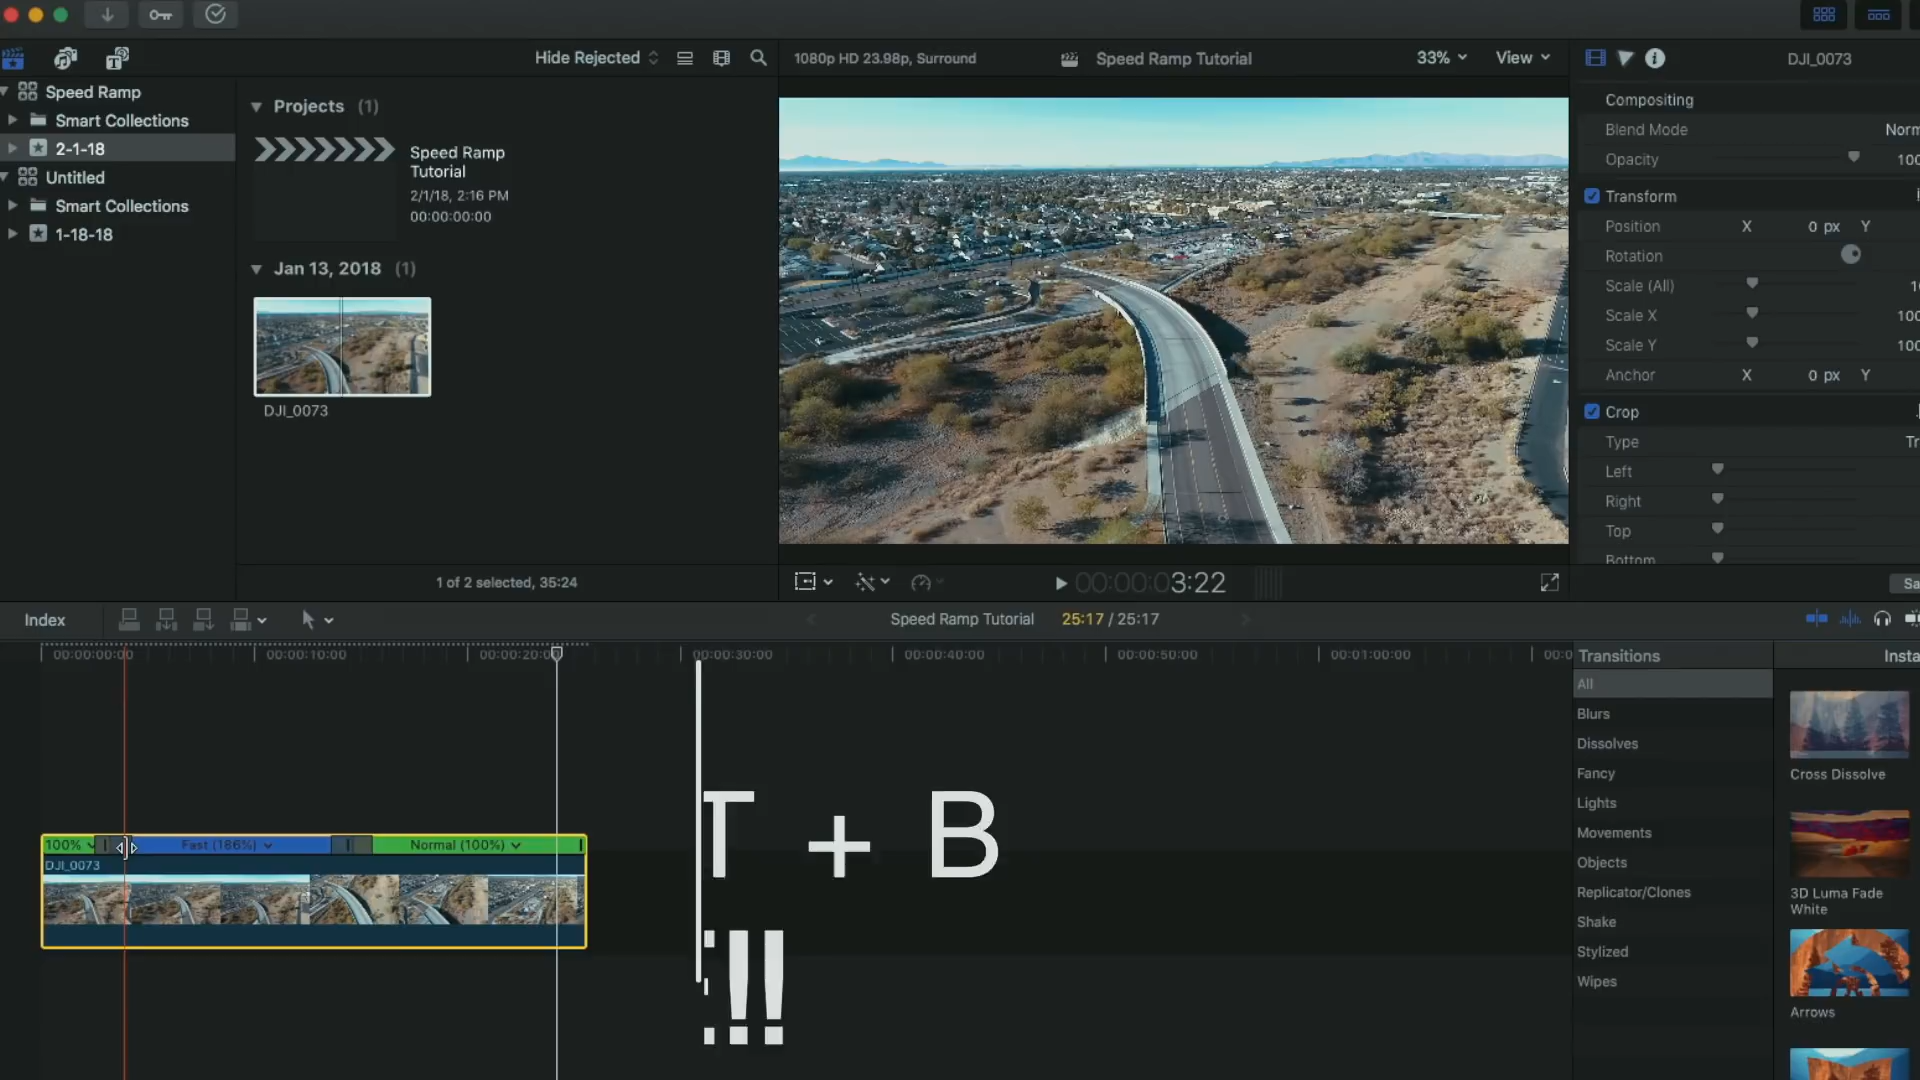 Hide Rejected
1080p HD 23.98p, Surround
Speed Ramp Tutorial
33%
View
DJI_0073
Speed Ramp
Smart Collections
2-1-18
Untitled
Smart Collections
1-18-18
Projects (1)
Speed Ramp
Tutorial
2/1/18, 2:16 PM
00:00:00:00
Jan 13, 2018 (1)
DJI_0073
1 of 2 selected, 35:24
00:00:03:22
Compositing
Blend Mode
Opacity
Transform
Position X 0 px Y
Rotation
Scale (All)
Scale X
Scale Y
Anchor X 0 px Y
Crop
Type
Left
Right
Top
Bottom
Index
Speed Ramp Tutorial
25:17 / 25:17
00:00:00:00
00:00:10:00
00:00:30:00
00:00:40:00
00:00:50:00
00:01:00:00
100%
Fast (186%)
Normal (100%)
DJI_0073
T + B
!!
Transitions
All
Blurs
Dissolves
Fancy
Lights
Movements
Objects
Replicator/Clones
Shake
Stylized
Wipes
Cross Dissolve
3D Luma Fade
White
Arrows